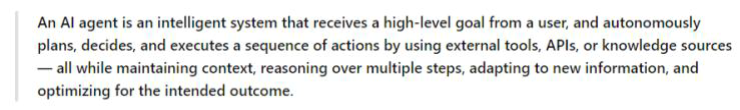 An AI agent is an intelligent system that receives a high-level goal from a user, and autonomously
plans, decides, and executes a sequence of actions by using external tools, APIs, or knowledge sources
— all while maintaining context, reasoning over multiple steps, adapting to new information, and
optimizing for the intended outcome.